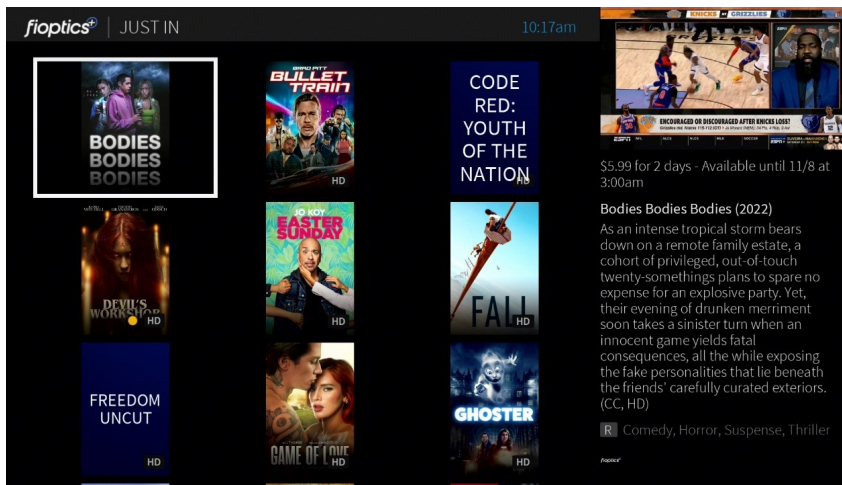 fioptics+ | JUST IN
10:17am
BODIES
BODIES
BODIES
BRAD PITT
BULLET
TRAIN
HD
CODE
RED:
YOUTH
OF THE
NATION
HD
DEVIL'S
WORKSHOP
HD
JO KOY
EASTER
SUNDAY
HD
FALL
HD
FREEDOM
UNCUT
HD
GAME OF LOVE
HD
GHOSTER
HD
KNICKS AT GRIZZLIES
ESPN
ENCOURAGED OR DISCOURAGED AFTER KNICKS LOSS?
ESPN
$5.99 for 2 days - Available until 11/8 at
3:00am
Bodies Bodies Bodies (2022)
As an intense tropical storm bears
down on a remote family estate, a
cohort of privileged, out-of-touch
twenty-somethings plans to spare no
expense for an explosive party. Yet,
their evening of drunken merriment
soon takes a sinister turn when an
innocent game yields fatal
consequences, all the while exposing
the fake personalities that lie beneath
the friends' carefully curated exteriors.
(CC, HD)
R Comedy, Horror, Suspense, Thriller
fioptics+